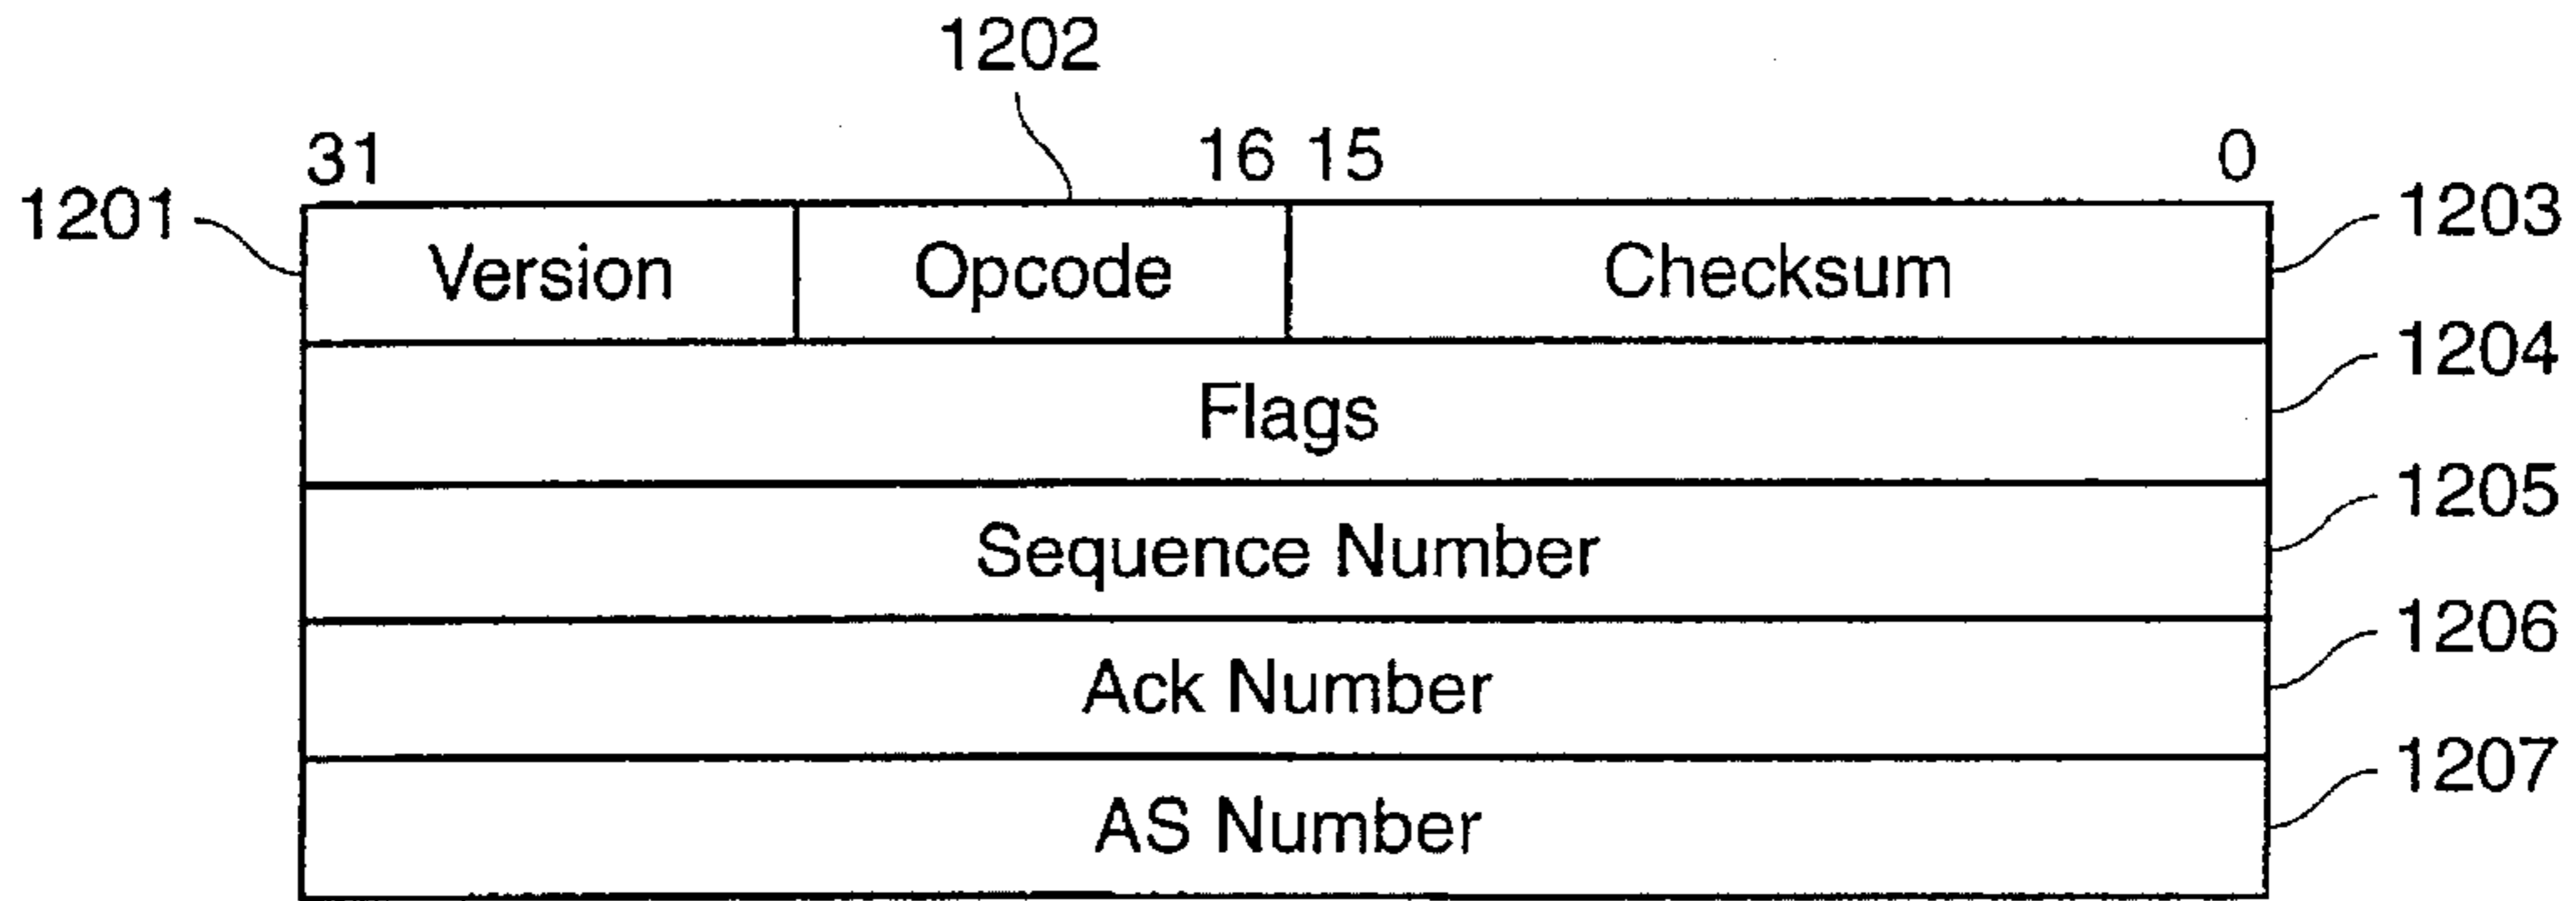 1202
31 16 15 0
1201 Version Opcode Checksum 1203
Flags 1204
Sequence Number 1205
Ack Number 1206
AS Number 1207